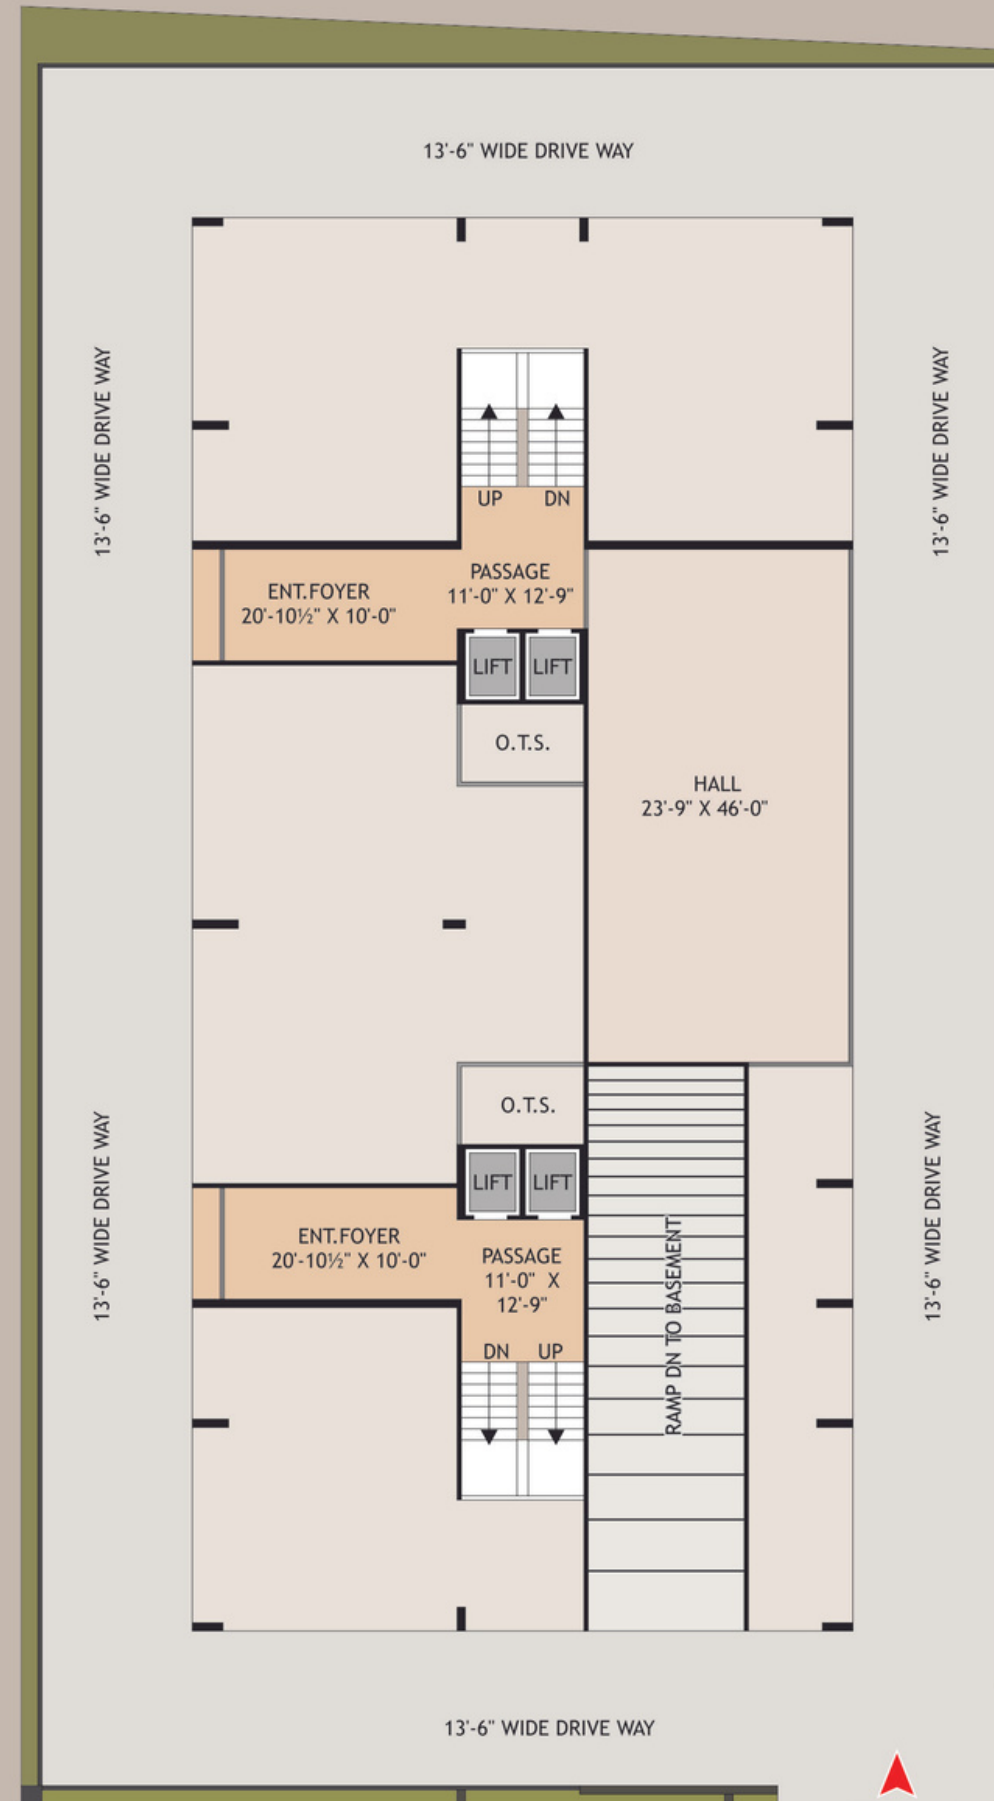 13'-6" WIDE DRIVE WAY
13'-6" WIDE DRIVE WAY
13'-6" WIDE DRIVE WAY
UP DN
ENT.FOYER
20'-10½" X 10'-0"
PASSAGE
11'-0" X 12'-9"
LIFT LIFT
O.T.S.
HALL
23'-9" X 46'-0"
O.T.S.
LIFT LIFT
13'-6" WIDE DRIVE WAY
13'-6" WIDE DRIVE WAY
ENT.FOYER
20'-10½" X 10'-0"
PASSAGE
11'-0" X
12'-9"
DN UP
RAMP DN TO BASEMENT
13'-6" WIDE DRIVE WAY